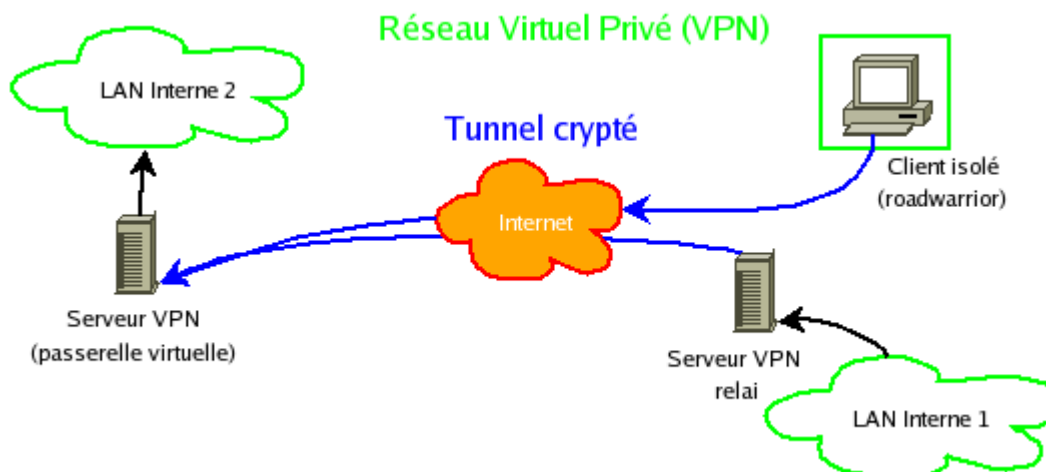 Réseau Virtuel Privé (VPN)
LAN Interne 2
Tunnel crypté
Client isolé
(roadwarrior)
Internet
Serveur VPN
(passerelle virtuelle)
Serveur VPN
relai
LAN Interne 1